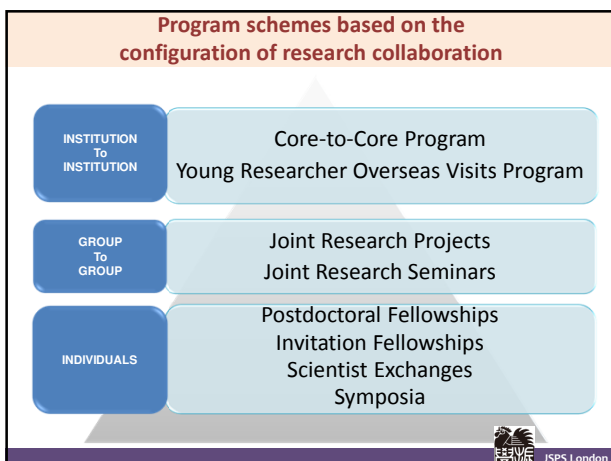 Program schemes based on the
configuration of research collaboration
INSTITUTION
To
INSTITUTION
Core-to-Core Program
Young Researcher Overseas Visits Program
GROUP
To
GROUP
Joint Research Projects
Joint Research Seminars
INDIVIDUALS
Postdoctoral Fellowships
Invitation Fellowships
Scientist Exchanges
Symposia
JSPS London